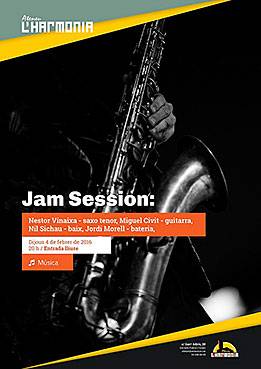 Ateneu
L'HARMONIA
Jam Session:
Nestor Vinaixa - saxo tenor, Miguel Civit - guitarra,
Nil Sichau - baix, Jordi Morell - bateria,
Dijous 4 de febrer de 2016
20 h / Entrada lliure
Música
L'HARMONIA